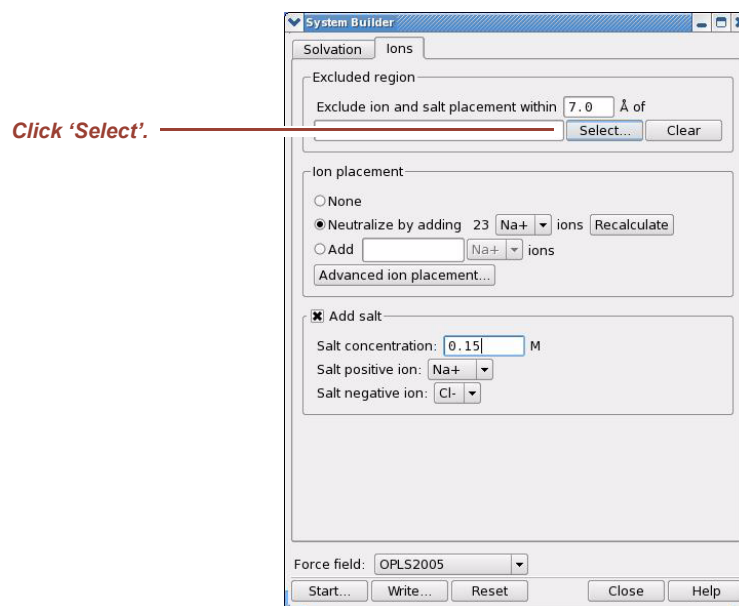 System Builder
Solvation Ions
Excluded region
Exclude ion and salt placement within 7.0 Å of
Click ‘Select’.
Select... Clear
Ion placement
None
Neutralize by adding 23 Na+ ions Recalculate
Add Na+ ions
Advanced ion placement...
Add salt
Salt concentration: 0.15 M
Salt positive ion: Na+
Salt negative ion: Cl-
Force field: OPLS2005
Start... Write... Reset Close Help